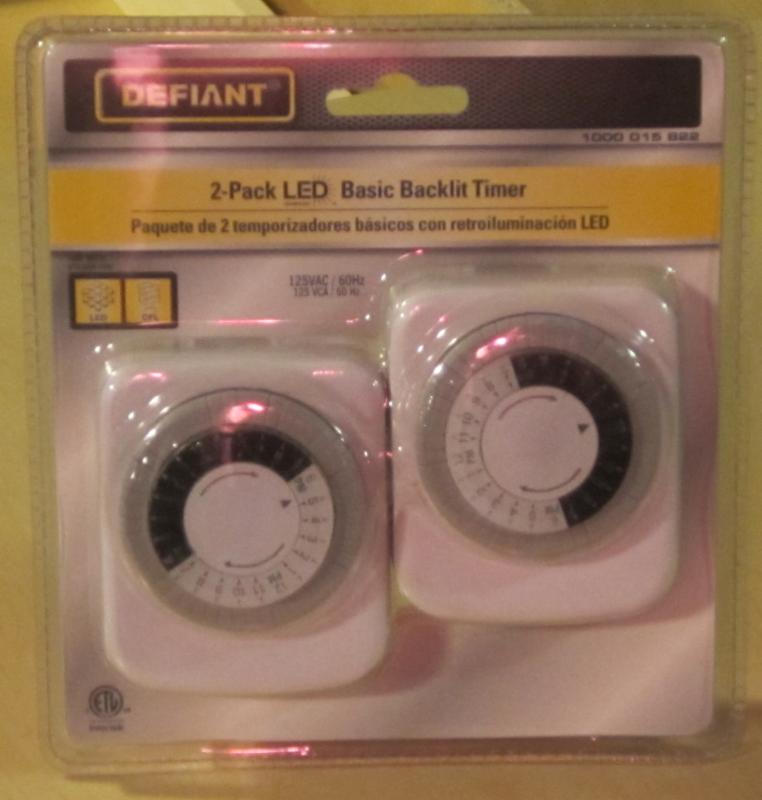 DEFIANT
1000 015 822
2-Pack LED Basic Backlit Timer
Paquete de 2 temporizadores básicos con retroiluminación LED
125VAC / 60Hz
125 VCA / 60 Hz
LED
CFL
ETL